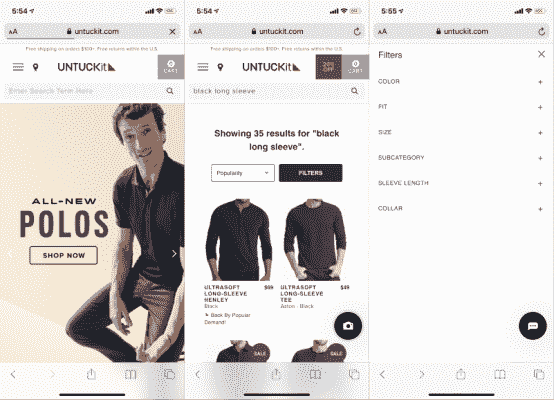 5:54
AA untuckit.com
Free shipping on orders $100+. Free returns within the U.S.
UNTUCKit
0
CART
Enter Search Term Here
ALL-NEW
POLOS
SHOP NOW
5:54
AA untuckit.com
Free shipping on orders $100+. Free returns within the U.S.
UNTUCKit
20%
OFF
0
CART
black long sleeve
Showing 35 results for "black
long sleeve".
Popularity
FILTERS
ULTRASOFT
LONG-SLEEVE
HENLEY
$69
Black
Back By Popular
Demand!
ULTRASOFT
LONG-SLEEVE
TEE
$49
Aston - Black
SALE
SALE
5:55
AA untuckit.com
Filters
COLOR +
FIT +
SIZE +
SUBCATEGORY +
SLEEVE LENGTH +
COLLAR +